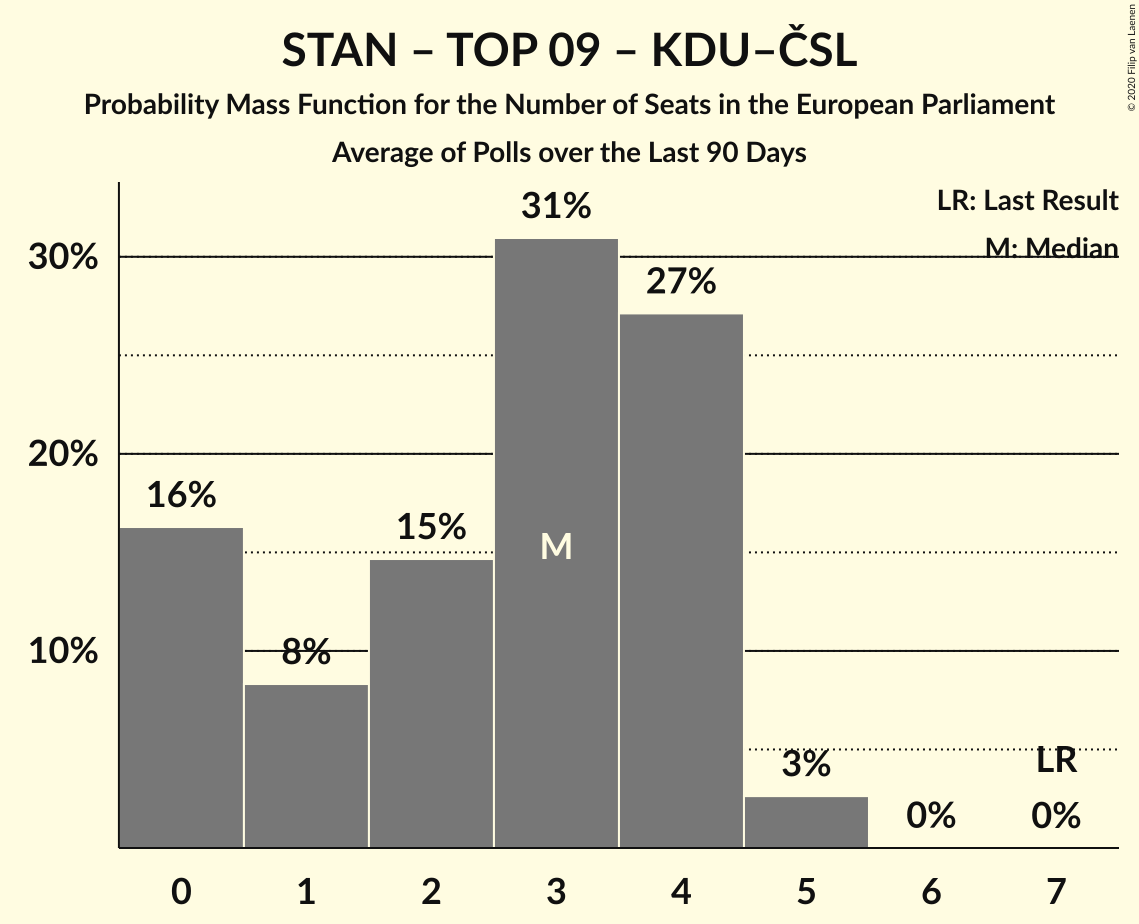 STAN – TOP 09 – KDU–ČSL
Probability Mass Function for the Number of Seats in the European Parliament
Average of Polls over the Last 90 Days
© 2020 Filip van Laenen
LR: Last Result
M: Median
31%
30%
27%
20%
16%
15%
M
10%
8%
3%
LR
0%
0%
0 1 2 3 4 5 6 7